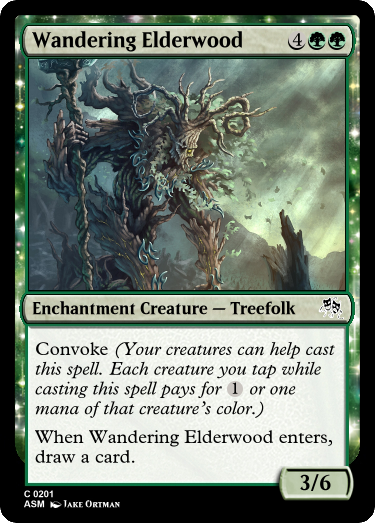 Wandering Elderwood 4
Enchantment Creature — Treefolk
Convoke (Your creatures can help cast
this spell. Each creature you tap while
casting this spell pays for 1 or one
mana of that creature's color.)
When Wandering Elderwood enters,
draw a card.
3/6
C 0201
ASM Jake Ortman